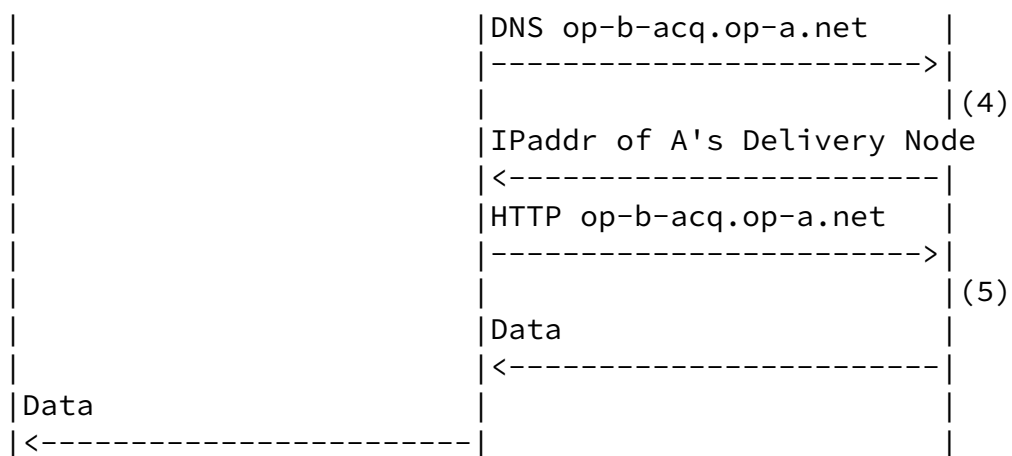 DNS op-b-acq.op-a.net
------------------------>
(4)
IPaddr of A's Delivery Node
<------------------------
HTTP op-b-acq.op-a.net
------------------------>
(5)
Data
<------------------------
Data
<------------------------